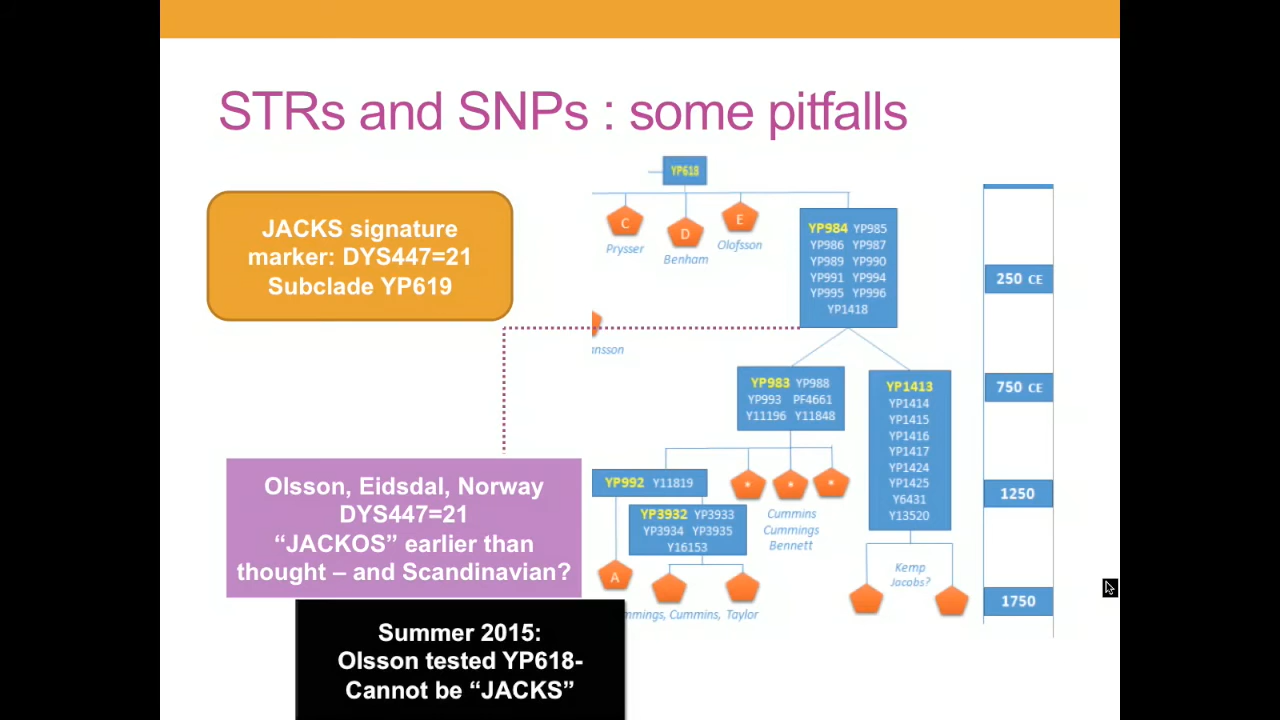 STRs and SNPs : some pitfalls
JACKS signature
marker: DYS447=21
Subclade YP619
YP618
C
D
E
Prysser
Benham
Olofsson
YP984 YP985
YP986 YP987
YP989 YP990
YP991 YP994
YP995 YP996
YP1418
250 CE
nsson
YP983 YP988
YP993 PF4661
Y11196 Y11848
YP1413
YP1414
YP1415
YP1416
YP1417
YP1424
YP1425
Y6431
Y13520
750 CE
Olsson, Eidsdal, Norway
DYS447=21
“JACKOS” earlier than
thought – and Scandinavian?
YP992 Y11819
YP3932 YP3933
YP3934 YP3935
Y16153
* * *
Cummins
Cummings
Bennett
1250
A
mmings, Cummins, Taylor
Kemp
Jacobs?
1750
Summer 2015:
Olsson tested YP618-
Cannot be “JACKS”